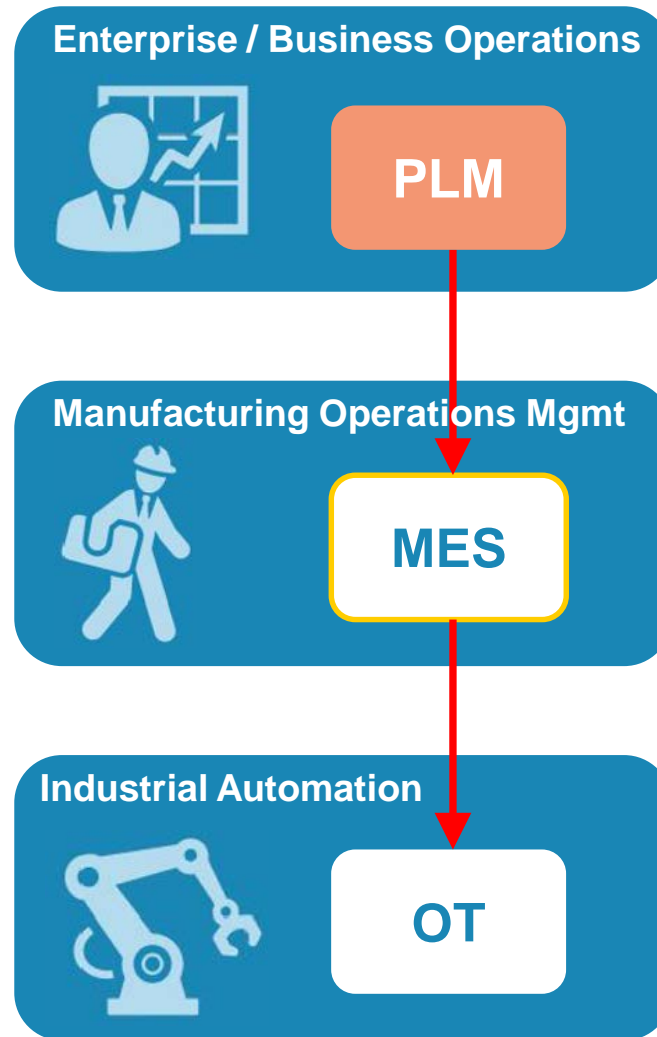 Enterprise / Business Operations
PLM
Manufacturing Operations Mgmt
MES
Industrial Automation
OT